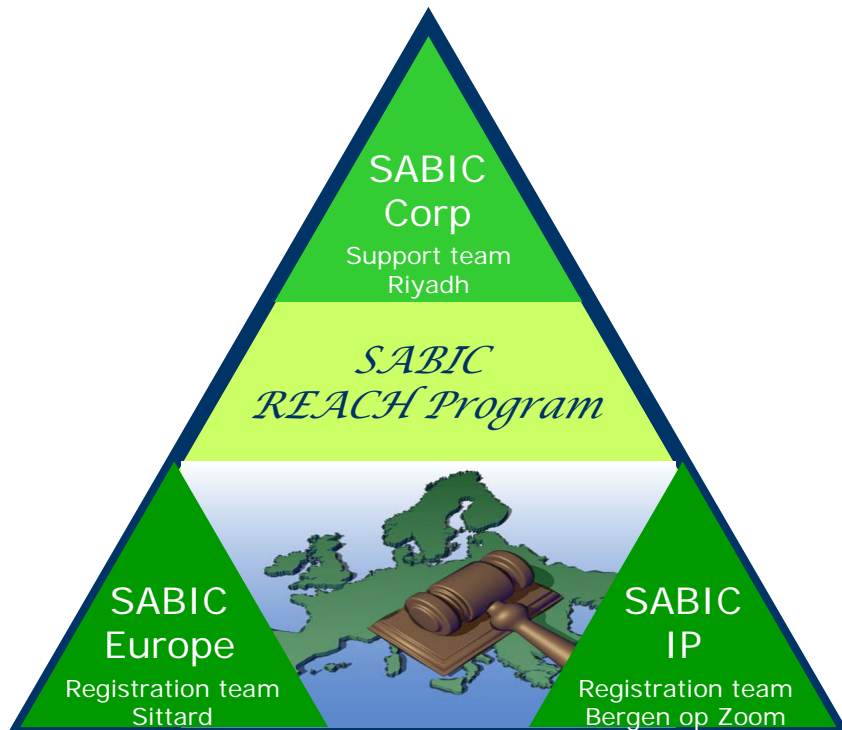 SABIC
Corp
Support team
Riyadh
SABIC
REACH Program
SABIC
Europe
Registration team
Sittard
SABIC
IP
Registration team
Bergen op Zoom